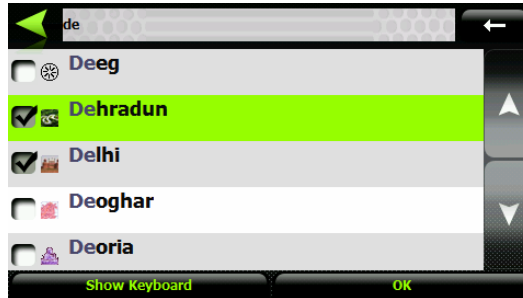 de
Deeg
Dehradun
Delhi
Deoghar
Deoria
Show Keyboard
OK